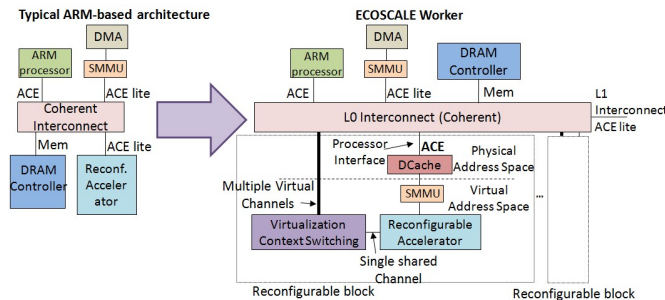 Typical ARM-based architecture
DMA
ARM
processor
SMMU
ACE
ACE lite
Coherent
Interconnect
Mem
ACE lite
DRAM
Controller
Reconf.
Acceler
ator
ECOSCALE Worker
DMA
ARM
processor
SMMU
DRAM
Controller
ACE
ACE lite
Mem
L1
Interconnect
ACE lite
L0 Interconnect (Coherent)
Processor
Interface
ACE
Physical
Address Space
DCache
Multiple Virtual
Channels
SMMU
Virtual
Address Space
...
Virtualization
Context Switching
Reconfigurable
Accelerator
Single shared
Channel
Reconfigurable block
Reconfigurable block